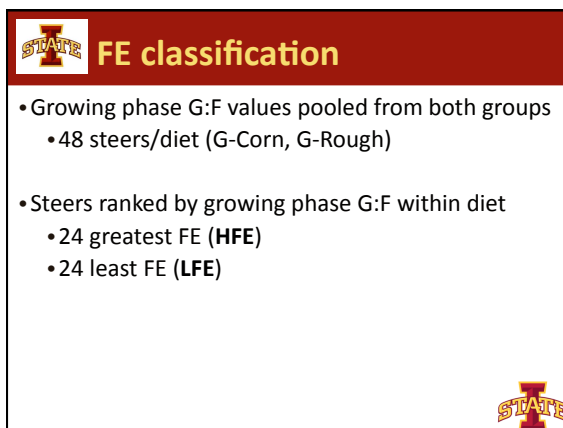 STATE
FE classification
• Growing phase G:F values pooled from both groups
• 48 steers/diet (G-Corn, G-Rough)
• Steers ranked by growing phase G:F within diet
• 24 greatest FE (HFE)
• 24 least FE (LFE)
STATE